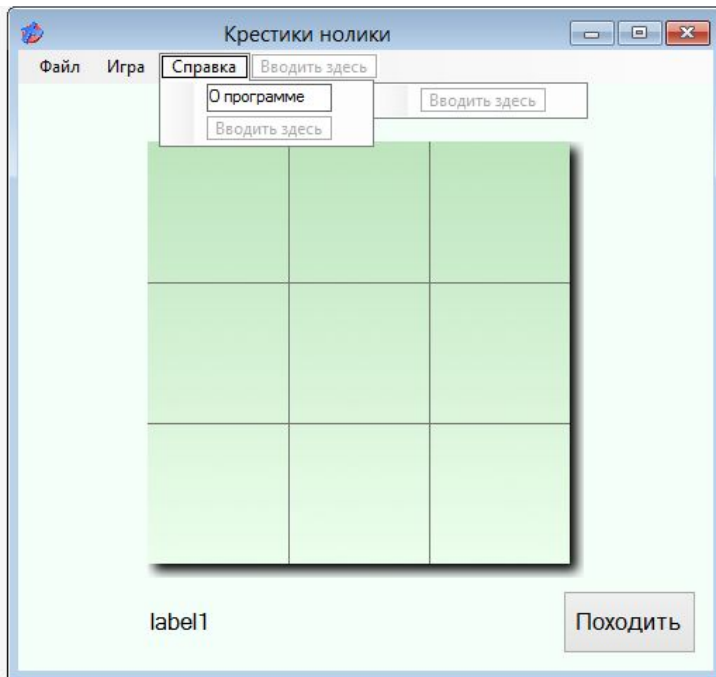 Крестики нолики
Файл Игра Справка Вводить здесь
О программе Вводить здесь
Вводить здесь
label1 Походить